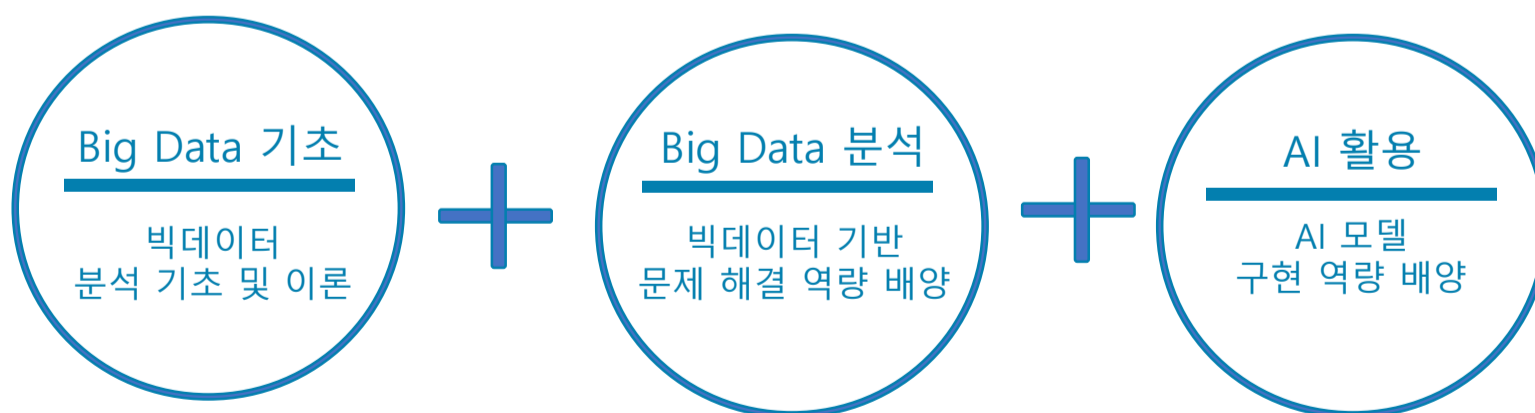 Big Data 기초
빅데이터
분석 기초 및 이론
Big Data 분석
빅데이터 기반
문제 해결 역량 배양
AI 활용
AI 모델
구현 역량 배양